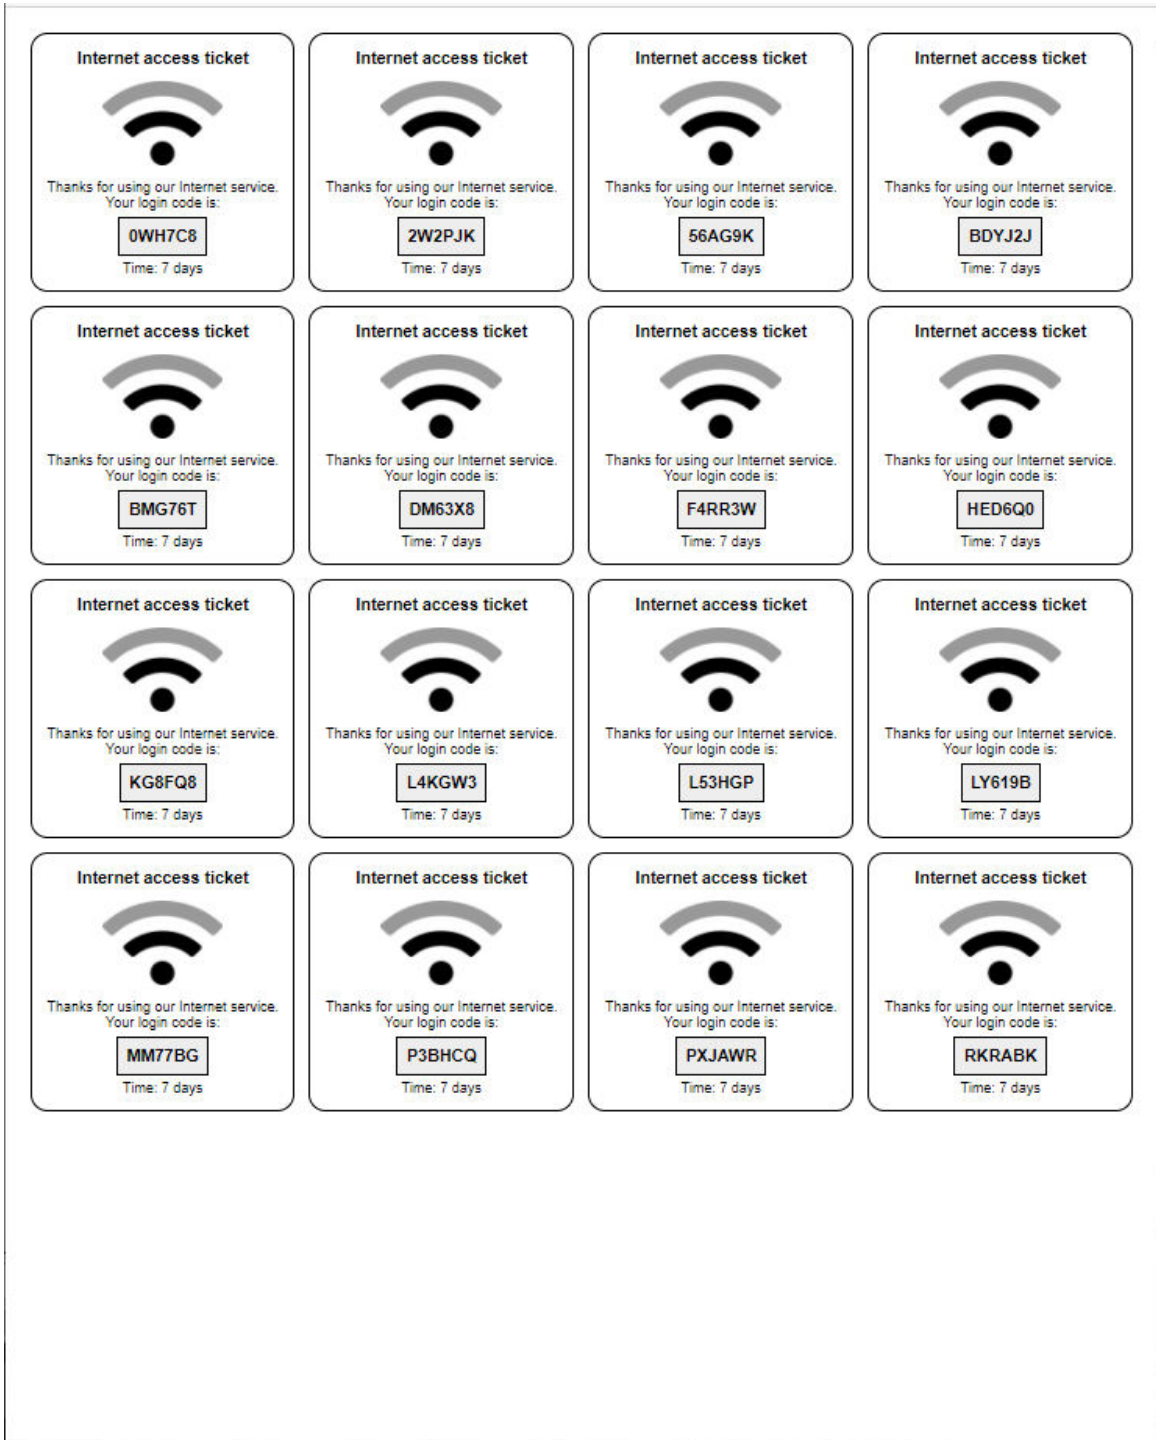 Internet access ticket
Thanks for using our Internet service.
Your login code is:
0WH7C8
Time: 7 days
Internet access ticket
Thanks for using our Internet service.
Your login code is:
2W2PJK
Time: 7 days
Internet access ticket
Thanks for using our Internet service.
Your login code is:
56AG9K
Time: 7 days
Internet access ticket
Thanks for using our Internet service.
Your login code is:
BDYJ2J
Time: 7 days
Internet access ticket
Thanks for using our Internet service.
Your login code is:
BMG76T
Time: 7 days
Internet access ticket
Thanks for using our Internet service.
Your login code is:
DM63X8
Time: 7 days
Internet access ticket
Thanks for using our Internet service.
Your login code is:
F4RR3W
Time: 7 days
Internet access ticket
Thanks for using our Internet service.
Your login code is:
HED6Q0
Time: 7 days
Internet access ticket
Thanks for using our Internet service.
Your login code is:
KG8FQ8
Time: 7 days
Internet access ticket
Thanks for using our Internet service.
Your login code is:
L4KGW3
Time: 7 days
Internet access ticket
Thanks for using our Internet service.
Your login code is:
L53HGP
Time: 7 days
Internet access ticket
Thanks for using our Internet service.
Your login code is:
LY619B
Time: 7 days
Internet access ticket
Thanks for using our Internet service.
Your login code is:
MM77BG
Time: 7 days
Internet access ticket
Thanks for using our Internet service.
Your login code is:
P3BHCQ
Time: 7 days
Internet access ticket
Thanks for using our Internet service.
Your login code is:
PXJAWR
Time: 7 days
Internet access ticket
Thanks for using our Internet service.
Your login code is:
RKRABK
Time: 7 days